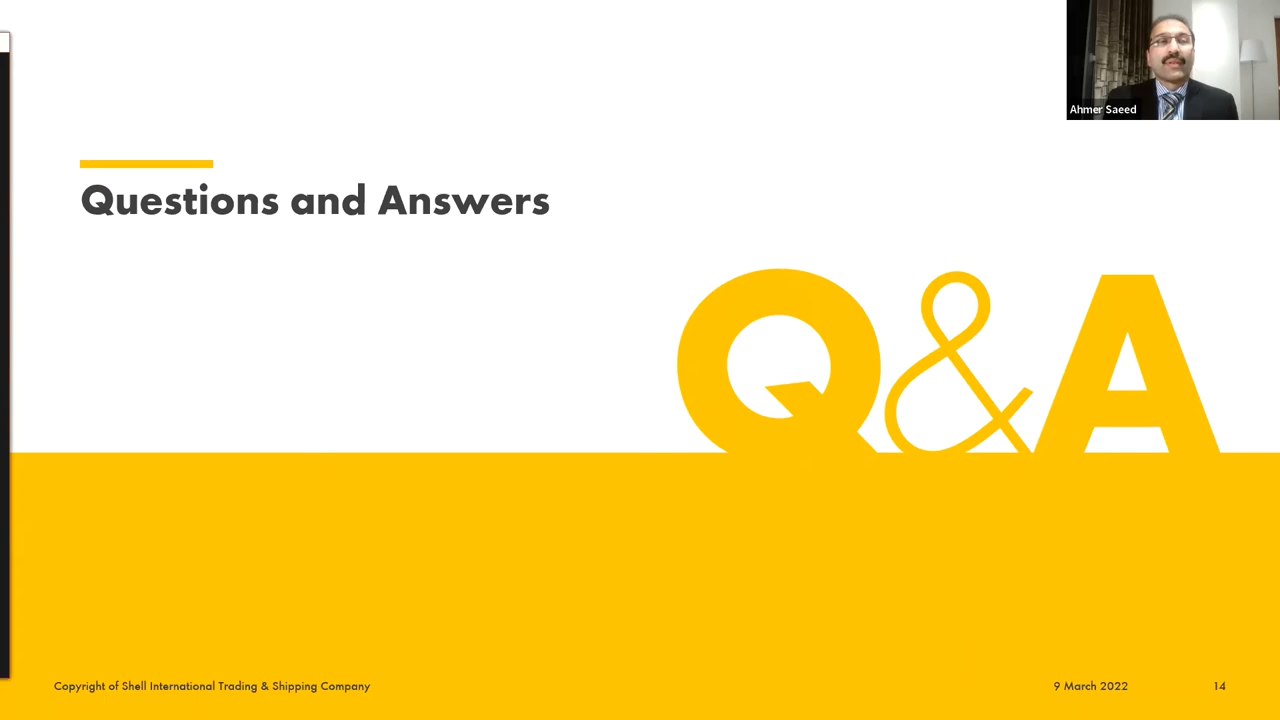 Ahmer Saeed
Questions and Answers
Q&A
Copyright of Shell International Trading & Shipping Company
9 March 2022
14